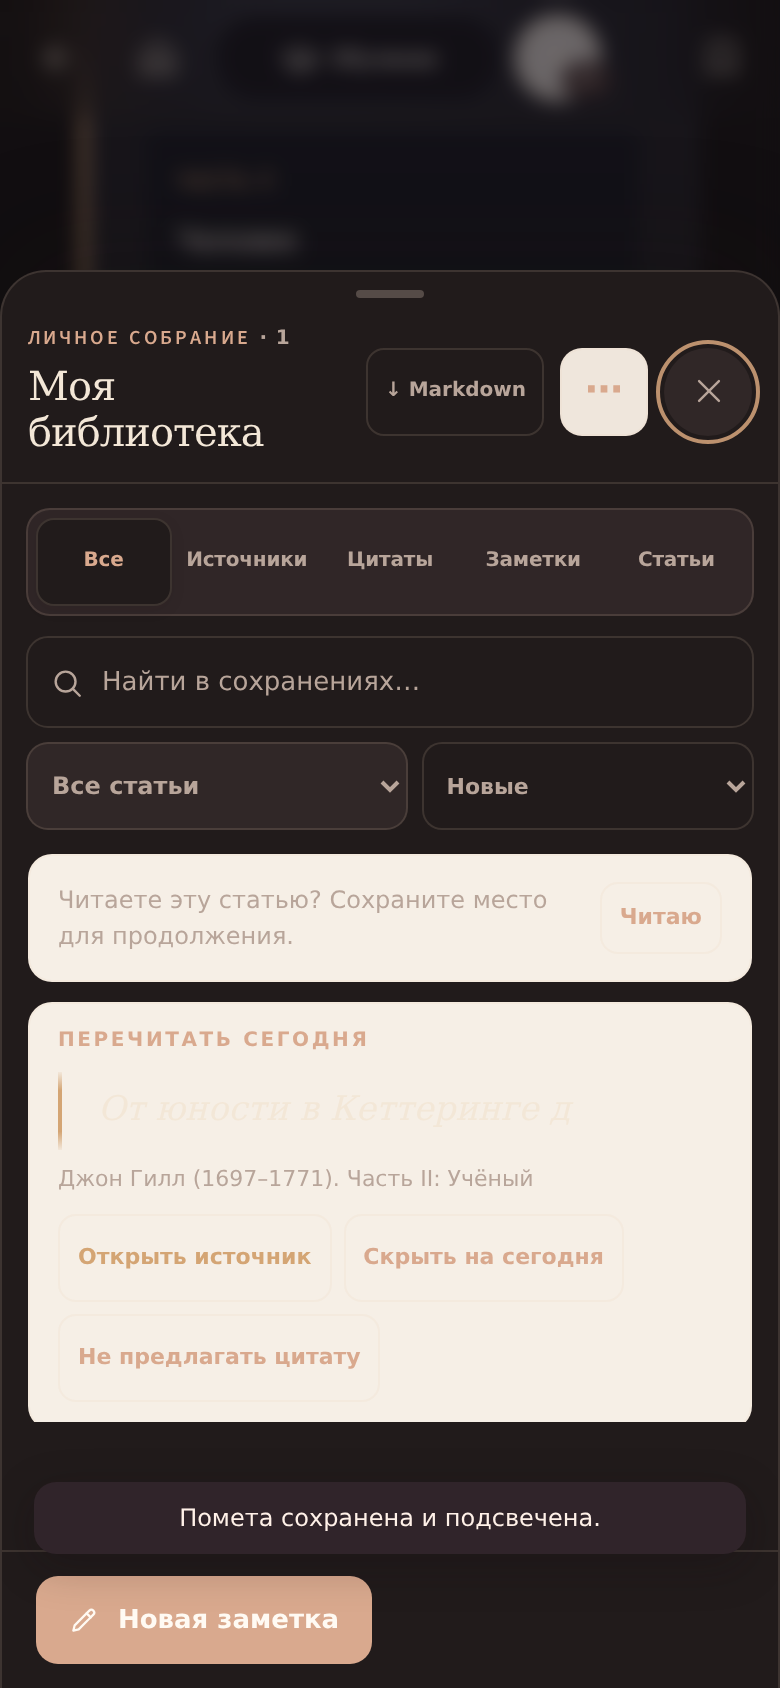 ЛИЧНОЕ СОБРАНИЕ · 1
Моя
библиотека
↓ Markdown
Все
Источники
Цитаты
Заметки
Статьи
Найти в сохранениях...
Все статьи
Новые
Читаете эту статью? Сохраните место
для продолжения.
Читаю
ПЕРЕЧИТАТЬ СЕГОДНЯ
От юности в Кеттеринге д
Джон Гилл (1697–1771). Часть II: Учёный
Открыть источник
Скрыть на сегодня
Не предлагать цитату
Помета сохранена и подсвечена.
Новая заметка